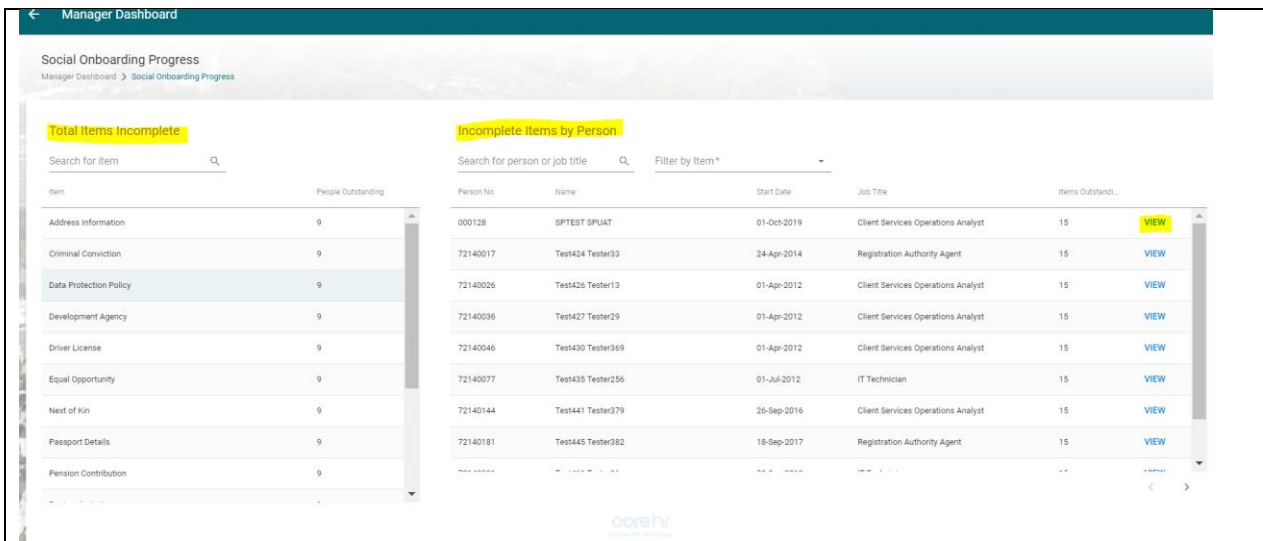 Manager Dashboard
Social Onboarding Progress
Manager Dashboard > Social Onboarding Progress
Total Items Incomplete
Search for item
Item People Outstanding
Address Information 9
Criminal Conviction 9
Data Protection Policy 9
Development Agency 9
Driver License 9
Equal Opportunity 9
Next of Kin 9
Passport Details 9
Pension Contribution 9
Incomplete Items by Person
Search for person or job title Filter by Item*
Person No Name Start Date Job Title Items Outstandi...
000128 SPTEST SPUAT 01-Oct-2019 Client Services Operations Analyst 15 VIEW
72140017 Test424 Tester33 24-Apr-2014 Registration Authority Agent 15 VIEW
72140026 Test426 Tester13 01-Apr-2012 Client Services Operations Analyst 15 VIEW
72140036 Test427 Tester29 01-Apr-2012 Client Services Operations Analyst 15 VIEW
72140046 Test430 Tester369 01-Apr-2012 Client Services Operations Analyst 15 VIEW
72140077 Test435 Tester256 01-Jul-2012 IT Technician 15 VIEW
72140144 Test441 Tester379 26-Sep-2016 Client Services Operations Analyst 15 VIEW
72140181 Test445 Tester382 18-Sep-2017 Registration Authority Agent 15 VIEW
corehr